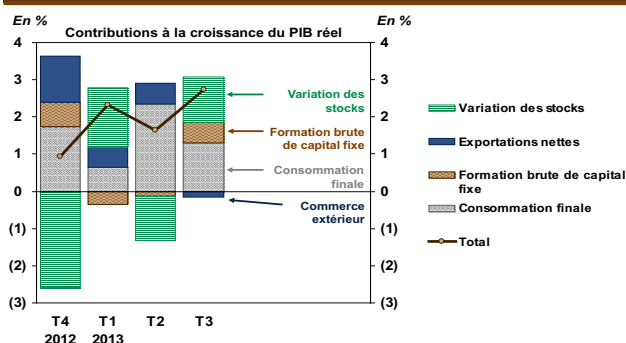 En %
En %
Contributions à la croissance du PIB réel
4
3
2
1
0
(1)
(2)
(3)
4
3
2
1
0
(1)
(2)
(3)
Variation des
stocks
Formation brute
de capital fixe
Consommation
finale
Commerce
extérieur
T4
T1
T2
T3
2012
2013
Variation des stocks
Exportations nettes
Formation brute de capital
fixe
Consommation finale
Total